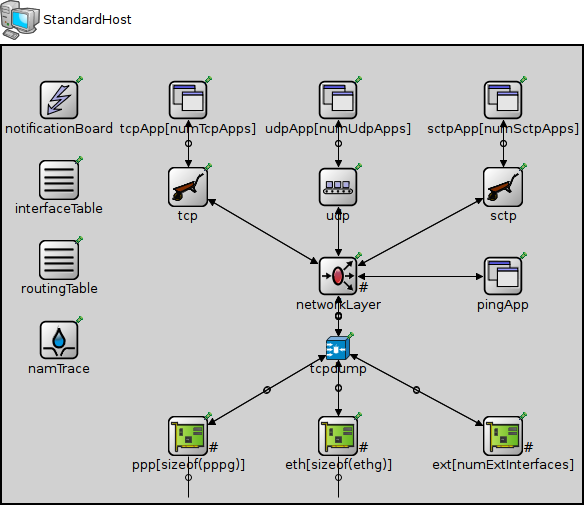 StandardHost
notificationBoard
tcpApp[numTcpApps]
udpApp[numUdpApps]
sctpApp[numSctpApps]
interfaceTable
tcp
udp
sctp
routingTable
#
networkLayer
pingApp
namTrace
tcpdump
#
#
#
ppp[sizeof(pppg)]
eth[sizeof(ethg)]
ext[numExtInterfaces]